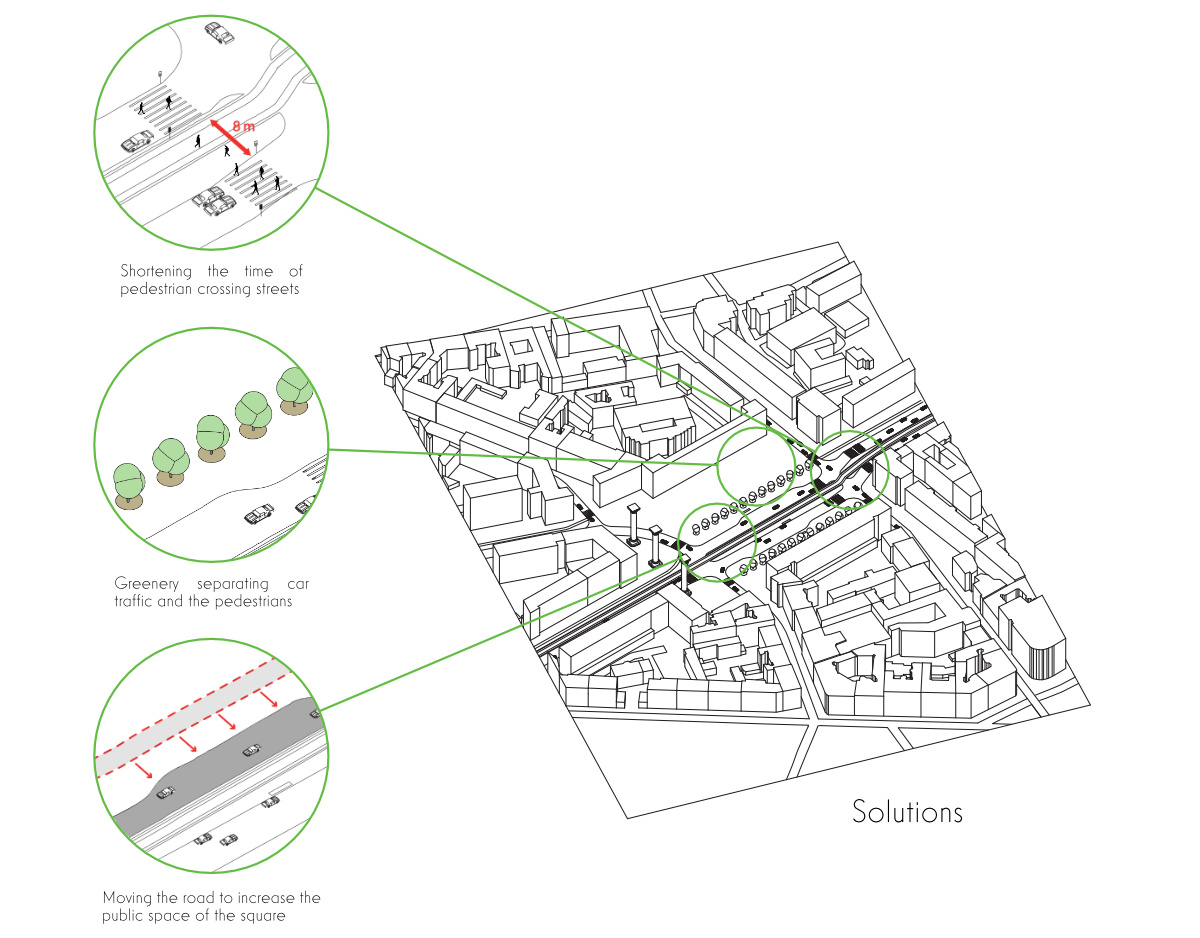 8 m
Shortening the time of
pedestrian crossing streets
Greenery separating car
traffic and the pedestrians
Moving the road to increase the
public space of the square
Solutions